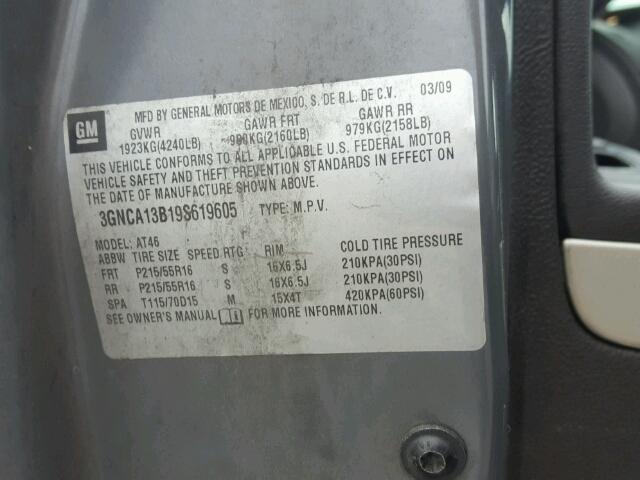 GM
MFD BY GENERAL MOTORS DE MEXICO, S. DE R.L. DE C.V. 03/09
GVWR GAWR FRT GAWR RR
1923KG(4240LB) 980KG(2160LB) 979KG(2158LB)
THIS VEHICLE CONFORMS TO ALL APPLICABLE U.S. FEDERAL MOTOR
VEHICLE SAFETY AND THEFT PREVENTION STANDARDS IN EFFECT ON
THE DATE OF MANUFACTURE SHOWN ABOVE.
3GNCA13B19S619605 TYPE: M.P.V.
MODEL: AT46
ABBW TIRE SIZE SPEED RTG RIM COLD TIRE PRESSURE
FRT P215/55R16 S 16X6.5J 210KPA(30PSI)
RR P215/55R16 S 16X6.5J 210KPA(30PSI)
SPA T115/70D15 M 15X4T 420KPA(60PSI)
SEE OWNER'S MANUAL FOR MORE INFORMATION.